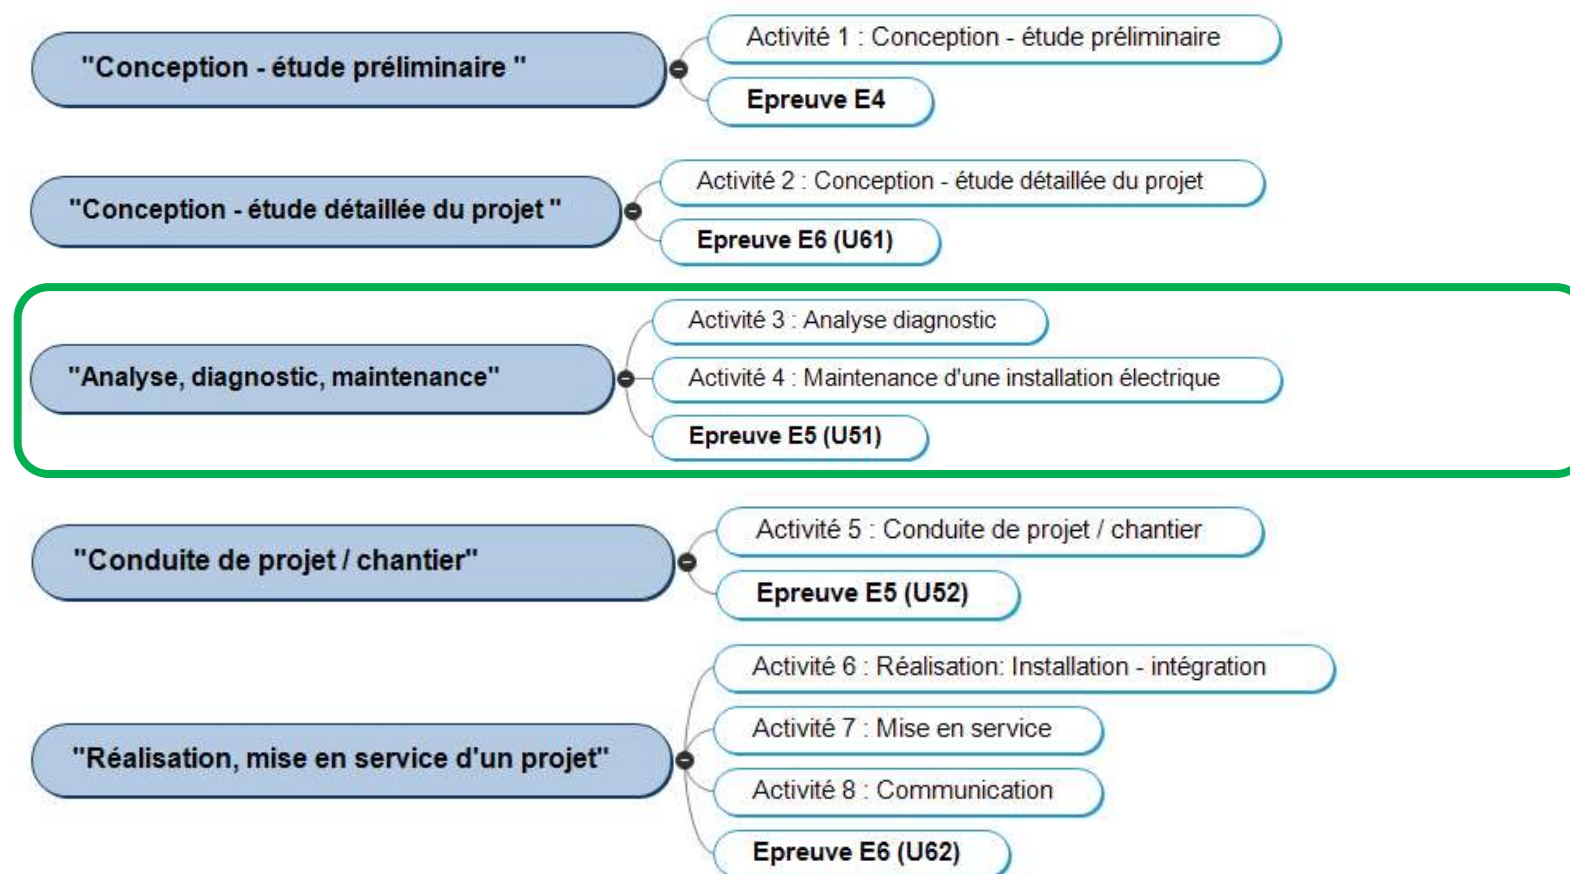 "Conception - étude préliminaire "
Activité 1 : Conception - étude préliminaire
Epreuve E4
"Conception - étude détaillée du projet "
Activité 2 : Conception - étude détaillée du projet
Epreuve E6 (U61)
"Analyse, diagnostic, maintenance"
Activité 3 : Analyse diagnostic
Activité 4 : Maintenance d'une installation électrique
Epreuve E5 (U51)
"Conduite de projet / chantier"
Activité 5 : Conduite de projet / chantier
Epreuve E5 (U52)
"Réalisation, mise en service d'un projet"
Activité 6 : Réalisation: Installation - intégration
Activité 7 : Mise en service
Activité 8 : Communication
Epreuve E6 (U62)